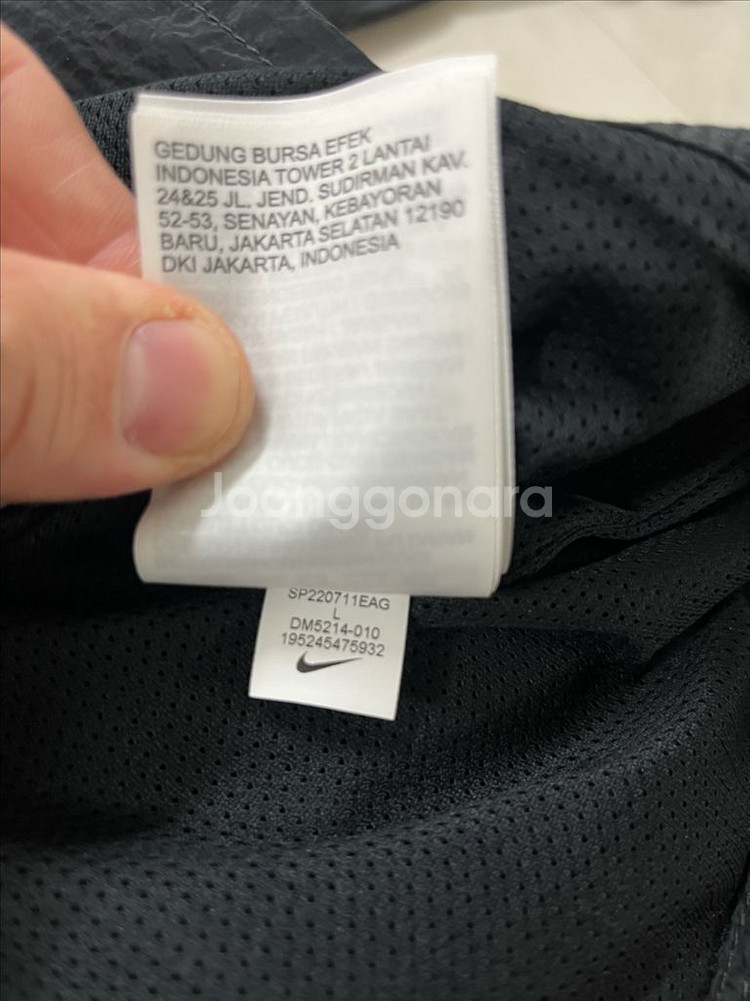 GEDUNG BURSA EFEK
INDONESIA TOWER 2 LANTAI
24&25 JL. JEND. SUDIRMAN KAV.
52-53, SENAYAN, KEBAYORAN
BARU, JAKARTA SELATAN 12190
DKI JAKARTA, INDONESIA
Joonggonara
SP220711EAG
L
DM5214-010
195245475932